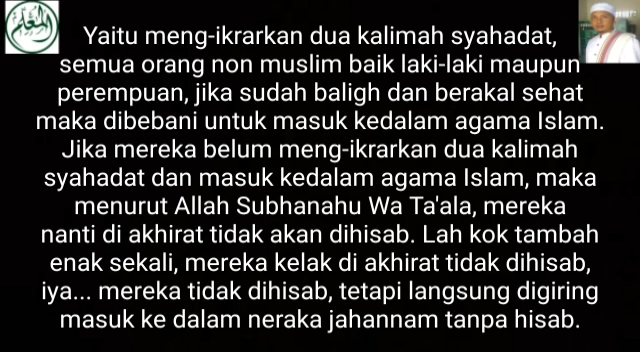 المعلم
Yaitu meng-ikrarkan dua kalimah syahadat,
semua orang non muslim baik laki-laki maupun
perempuan, jika sudah baligh dan berakal sehat
maka dibebani untuk masuk kedalam agama Islam.
Jika mereka belum meng-ikrarkan dua kalimah
syahadat dan masuk kedalam agama Islam, maka
menurut Allah Subhanahu Wa Ta'ala, mereka
nanti di akhirat tidak akan dihisab. Lah kok tambah
enak sekali, mereka kelak di akhirat tidak dihisab,
iya... mereka tidak dihisab, tetapi langsung digiring
masuk ke dalam neraka jahannam tanpa hisab.